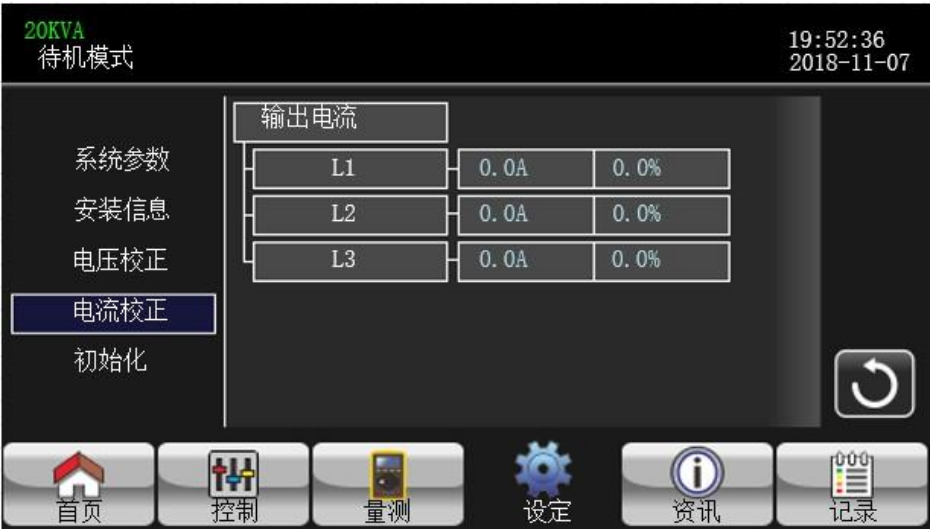 20KVA
待机模式
19:52:36
2018-11-07
系统参数
安装信息
电压校正
电流校正
初始化
输出电流
L1 0.0A 0.0%
L2 0.0A 0.0%
L3 0.0A 0.0%
首页 控制 量测 设定 资讯 记录